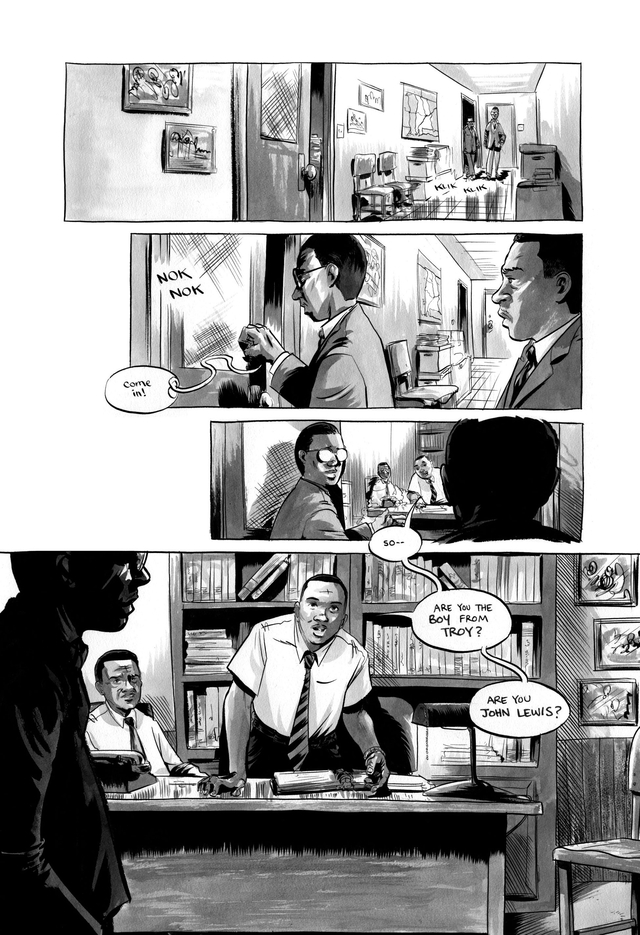 KLIK
KLIK
NOK
NOK
Come
in!
SO--
ARE YOU THE
BOY FROM
TROY?
ARE YOU
JOHN LEWIS?